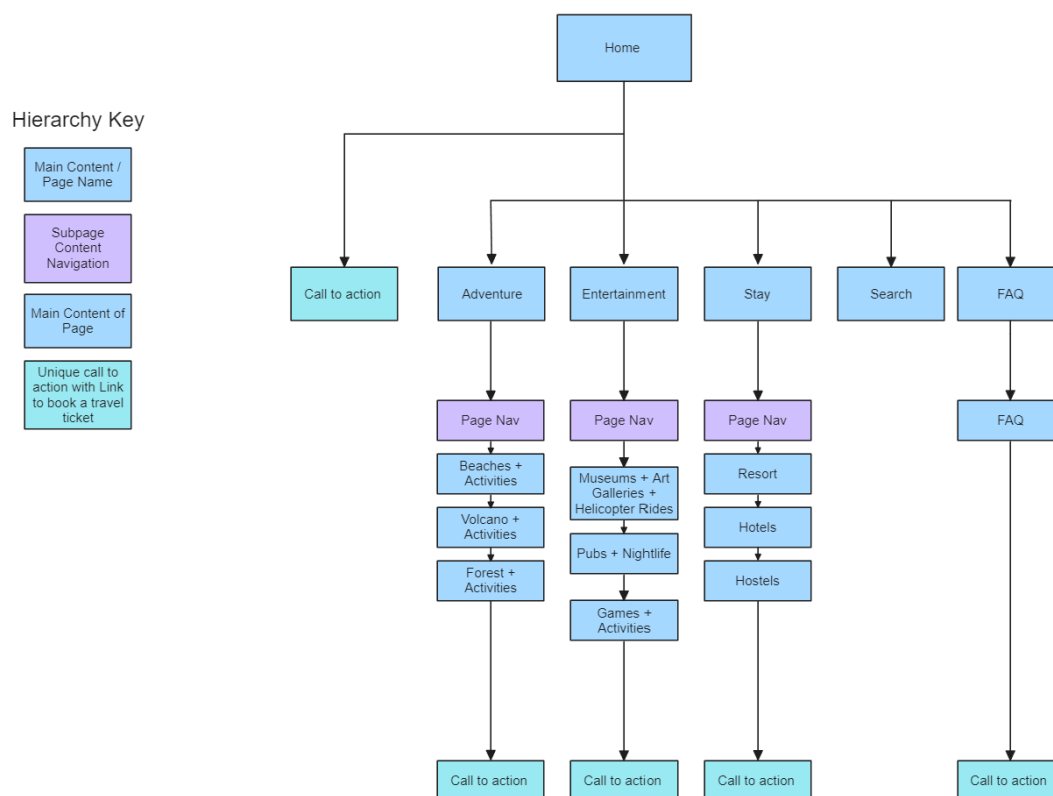 Home
Hierarchy Key
Main Content /
Page Name
Subpage
Content
Navigation
Main Content of
Page
Unique call to
action with Link
to book a travel
ticket
Call to action
Adventure
Entertainment
Stay
Search
FAQ
Page Nav
Page Nav
Page Nav
FAQ
Beaches +
Activities
Museums + Art
Galleries +
Helicopter Rides
Resort
Volcano +
Activities
Pubs + Nightlife
Hotels
Forest +
Activities
Games +
Activities
Hostels
Call to action
Call to action
Call to action
Call to action